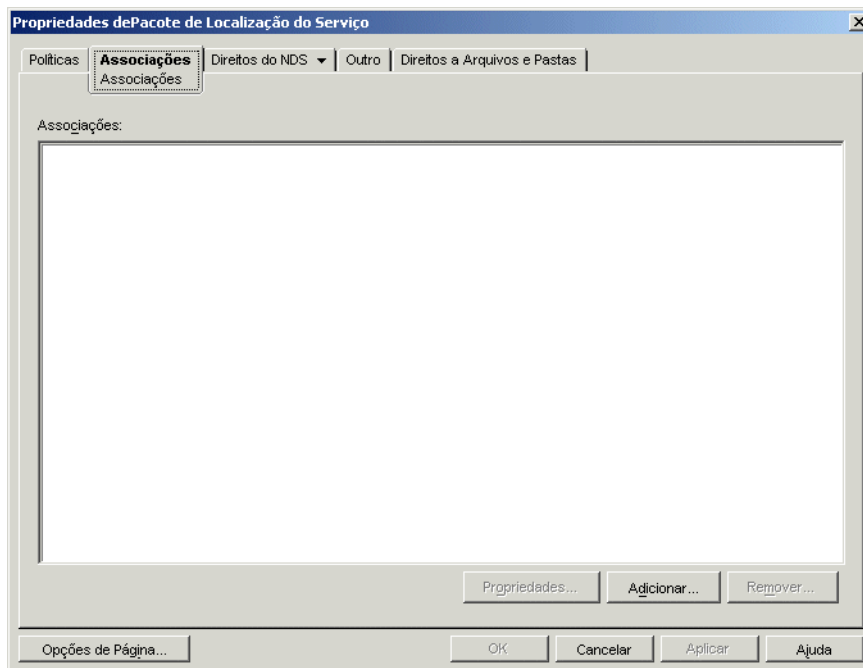 Propriedades dePacote de Localização do Serviço
Políticas Associações Direitos do NDS Outro Direitos a Arquivos e Pastas
Associações
Associações:
Propriedades... Adicionar... Remover...
Opções de Página... OK Cancelar Aplicar Ajuda